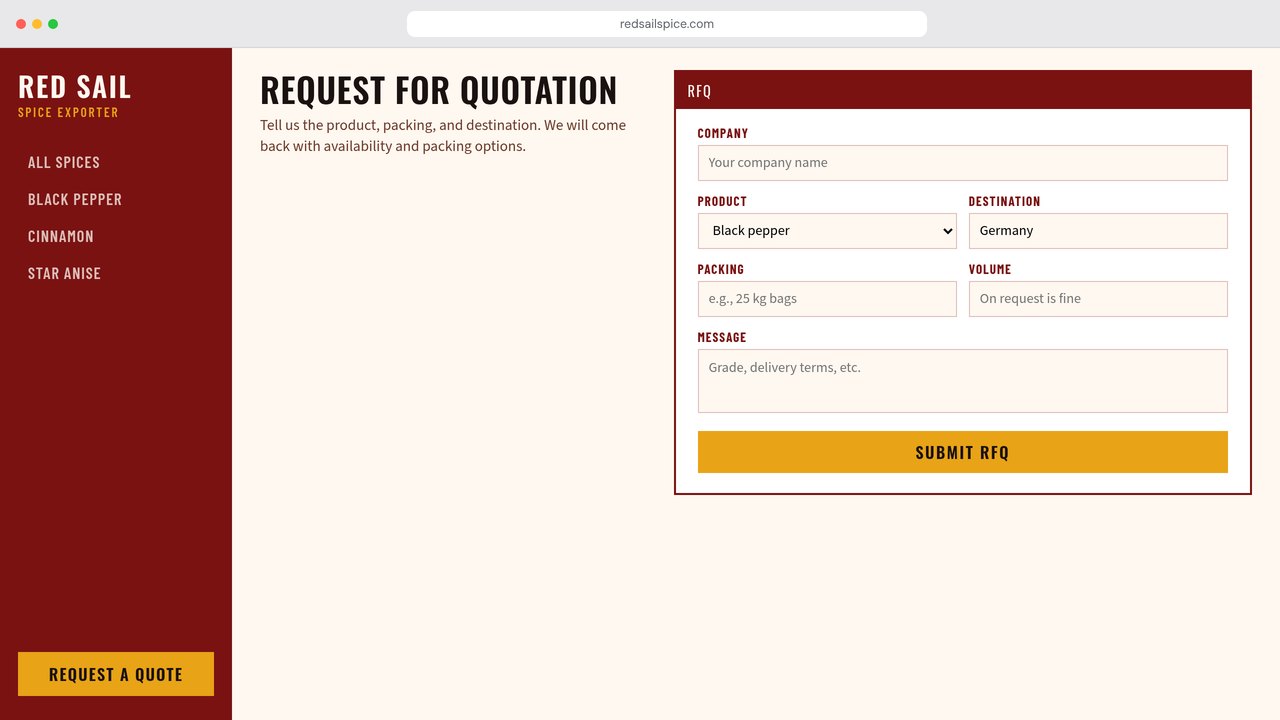 redsailspice.com
RED SAIL
SPICE EXPORTER
ALL SPICES
BLACK PEPPER
CINNAMON
STAR ANISE
REQUEST A QUOTE
REQUEST FOR QUOTATION
Tell us the product, packing, and destination. We will come
back with availability and packing options.
RFQ
COMPANY
Your company name
PRODUCT
Black pepper
DESTINATION
Germany
PACKING
e.g., 25 kg bags
VOLUME
On request is fine
MESSAGE
Grade, delivery terms, etc.
SUBMIT RFQ